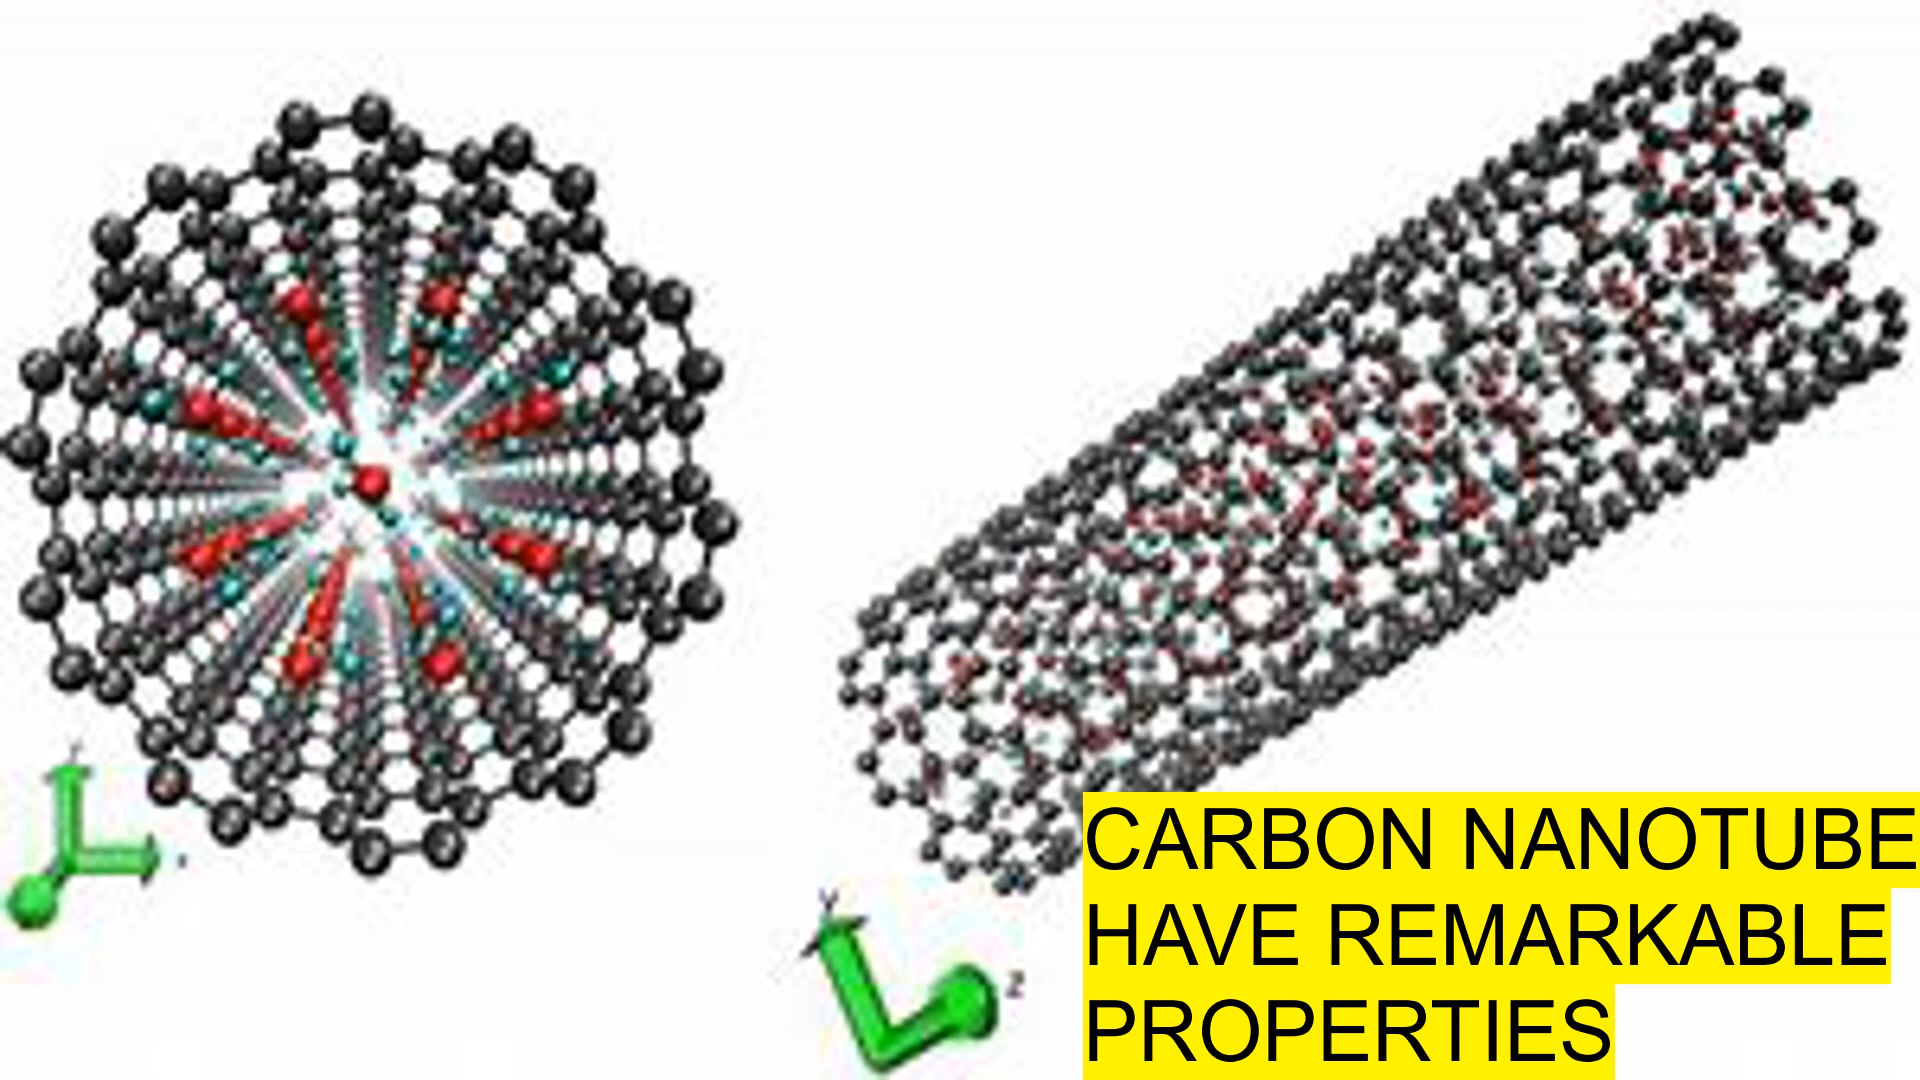 Y
Z
CARBON NANOTUBE
HAVE REMARKABLE
PROPERTIES